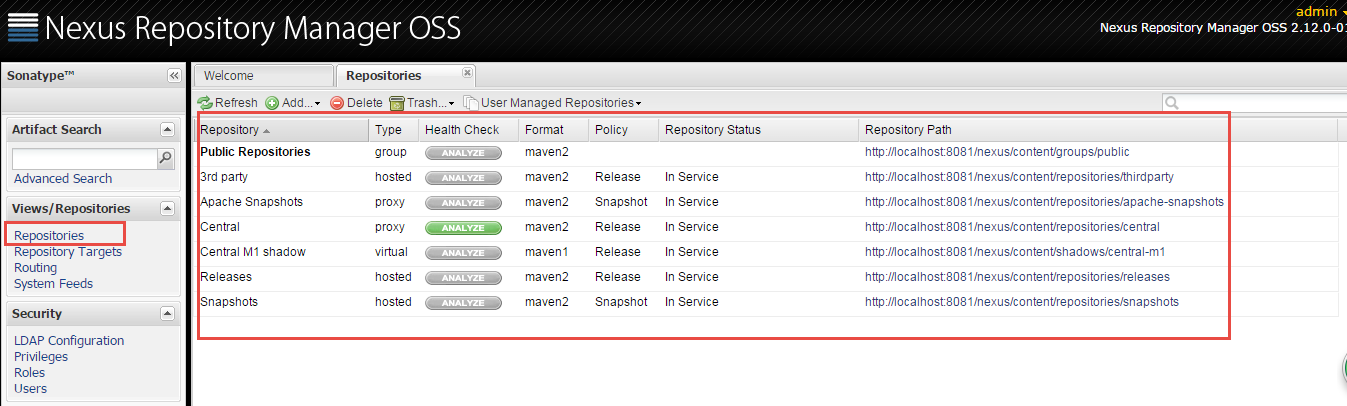 Nexus Repository Manager OSS
admin
Nexus Repository Manager OSS 2.12.0-01
Sonatype™
Welcome
Repositories
Refresh Add... Delete Trash... User Managed Repositories
Artifact Search
Advanced Search
Views/Repositories
Repositories
Repository Targets
Routing
System Feeds
Security
LDAP Configuration
Privileges
Roles
Users
Repository Type Health Check Format Policy Repository Status Repository Path
Public Repositories group ANALYZE maven2 http://localhost:8081/nexus/content/groups/public
3rd party hosted ANALYZE maven2 Release In Service http://localhost:8081/nexus/content/repositories/thirdparty
Apache Snapshots proxy ANALYZE maven2 Snapshot In Service http://localhost:8081/nexus/content/repositories/apache-snapshots
Central proxy ANALYZE maven2 Release In Service http://localhost:8081/nexus/content/repositories/central
Central M1 shadow virtual ANALYZE maven1 Release In Service http://localhost:8081/nexus/content/shadows/central-m1
Releases hosted ANALYZE maven2 Release In Service http://localhost:8081/nexus/content/repositories/releases
Snapshots hosted ANALYZE maven2 Snapshot In Service http://localhost:8081/nexus/content/repositories/snapshots